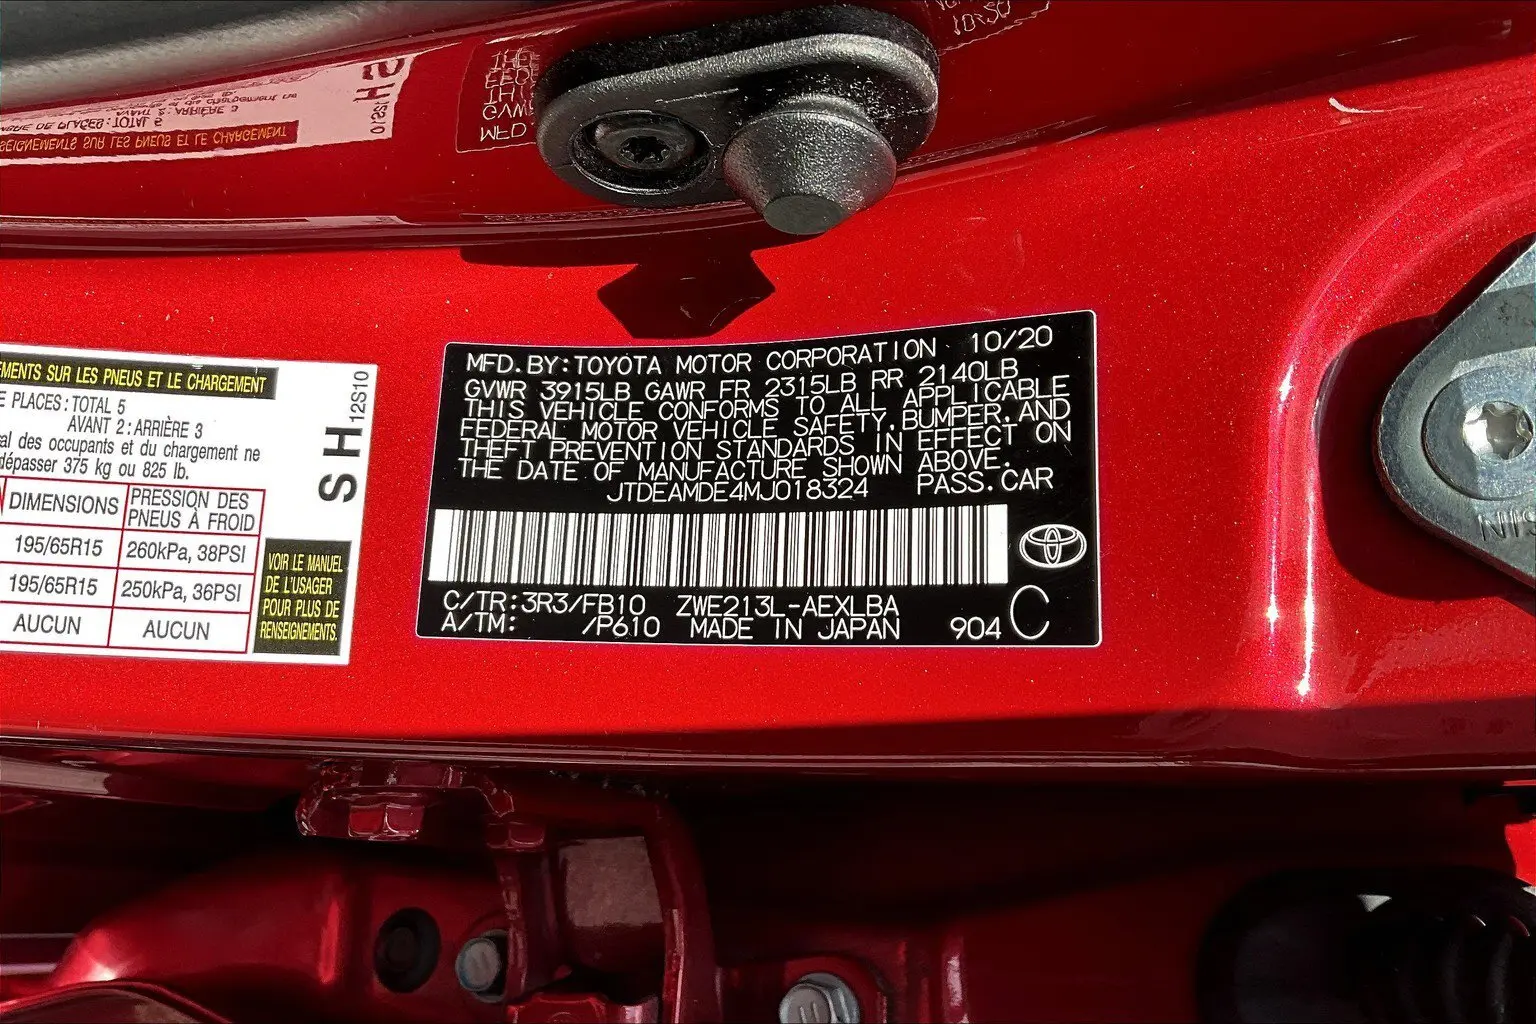 EMENTS SUR LES PNEUS ET LE CHARGEMENT
E PLACES: TOTAL 5
AVANT 2: ARRIÈRE 3
al des occupants et du chargement ne
dépasser 375 kg ou 825 lb.
DIMENSIONS PRESSION DES PNEUS À FROID
195/65R15 260kPa, 38PSI
195/65R15 250kPa, 36PSI
AUCUN AUCUN
VOIR LE MANUEL
DE L'USAGER
POUR PLUS DE
RENSEIGNEMENTS.
SH
12S10
MFD. BY: TOYOTA MOTOR CORPORATION 10/20
GVWR 3915LB GAWR FR 2315LB RR 2140LB
THIS VEHICLE CONFORMS TO ALL APPLICABLE
FEDERAL MOTOR VEHICLE SAFETY, BUMPER, AND
THEFT PREVENTION STANDARDS IN EFFECT ON
THE DATE OF MANUFACTURE SHOWN ABOVE.
JTDEAMDE4MJ018324 PASS. CAR
C/TR: 3R3/FB10 ZWE213L-AEXLBA
A/TM: /P610 MADE IN JAPAN 904 C